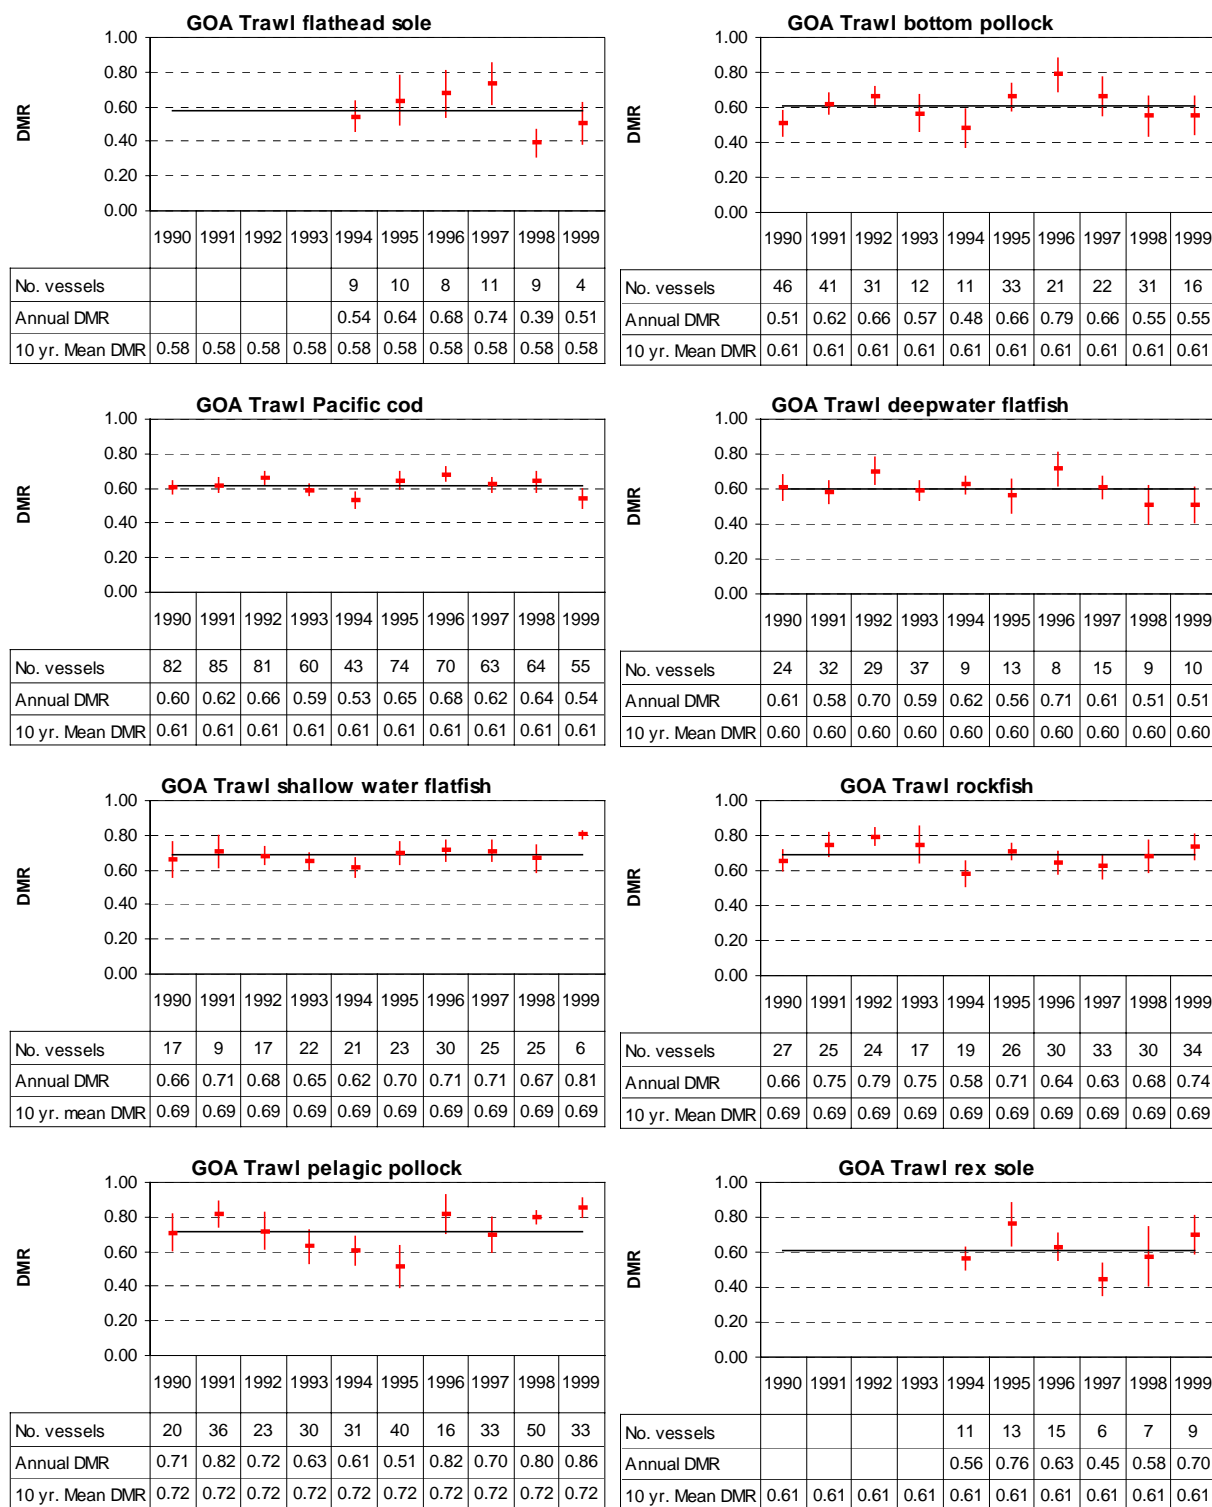 GOA Trawl flathead sole
1.00
0.80
0.60
0.40
0.20
0.00
DMR
1990 1991 1992 1993 1994 1995 1996 1997 1998 1999
No. vessels 9 10 8 11 9 4
Annual DMR 0.54 0.64 0.68 0.74 0.39 0.51
10 yr. Mean DMR 0.58 0.58 0.58 0.58 0.58 0.58 0.58 0.58 0.58 0.58
GOA Trawl bottom pollock
1.00
0.80
0.60
0.40
0.20
0.00
DMR
1990 1991 1992 1993 1994 1995 1996 1997 1998 1999
No. vessels 46 41 31 12 11 33 21 22 31 16
Annual DMR 0.51 0.62 0.66 0.57 0.48 0.66 0.79 0.66 0.55 0.55
10 yr. Mean DMR 0.61 0.61 0.61 0.61 0.61 0.61 0.61 0.61 0.61 0.61
GOA Trawl Pacific cod
1.00
0.80
0.60
0.40
0.20
0.00
DMR
1990 1991 1992 1993 1994 1995 1996 1997 1998 1999
No. vessels 82 85 81 60 43 74 70 63 64 55
Annual DMR 0.60 0.62 0.66 0.59 0.53 0.65 0.68 0.62 0.64 0.54
10 yr. Mean DMR 0.61 0.61 0.61 0.61 0.61 0.61 0.61 0.61 0.61 0.61
GOA Trawl deepwater flatfish
1.00
0.80
0.60
0.40
0.20
0.00
DMR
1990 1991 1992 1993 1994 1995 1996 1997 1998 1999
No. vessels 24 32 29 37 9 13 8 15 9 10
Annual DMR 0.61 0.58 0.70 0.59 0.62 0.56 0.71 0.61 0.51 0.51
10 yr. Mean DMR 0.60 0.60 0.60 0.60 0.60 0.60 0.60 0.60 0.60 0.60
GOA Trawl shallow water flatfish
1.00
0.80
0.60
0.40
0.20
0.00
DMR
1990 1991 1992 1993 1994 1995 1996 1997 1998 1999
No. vessels 17 9 17 22 21 23 30 25 25 6
Annual DMR 0.66 0.71 0.68 0.65 0.62 0.70 0.71 0.71 0.67 0.81
10 yr. mean DMR 0.69 0.69 0.69 0.69 0.69 0.69 0.69 0.69 0.69 0.69
GOA Trawl rockfish
1.00
0.80
0.60
0.40
0.20
0.00
DMR
1990 1991 1992 1993 1994 1995 1996 1997 1998 1999
No. vessels 27 25 24 17 19 26 30 33 30 34
Annual DMR 0.66 0.75 0.79 0.75 0.58 0.71 0.64 0.63 0.68 0.74
10 yr. Mean DMR 0.69 0.69 0.69 0.69 0.69 0.69 0.69 0.69 0.69 0.69
GOA Trawl pelagic pollock
1.00
0.80
0.60
0.40
0.20
0.00
DMR
1990 1991 1992 1993 1994 1995 1996 1997 1998 1999
No. vessels 20 36 23 30 31 40 16 33 50 33
Annual DMR 0.71 0.82 0.72 0.63 0.61 0.51 0.82 0.70 0.80 0.86
10 yr. Mean DMR 0.72 0.72 0.72 0.72 0.72 0.72 0.72 0.72 0.72 0.72
GOA Trawl rex sole
1.00
0.80
0.60
0.40
0.20
0.00
DMR
1990 1991 1992 1993 1994 1995 1996 1997 1998 1999
No. vessels 11 13 15 6 7 9
Annual DMR 0.56 0.76 0.63 0.45 0.58 0.70
10 yr. Mean DMR 0.61 0.61 0.61 0.61 0.61 0.61 0.61 0.61 0.61 0.61